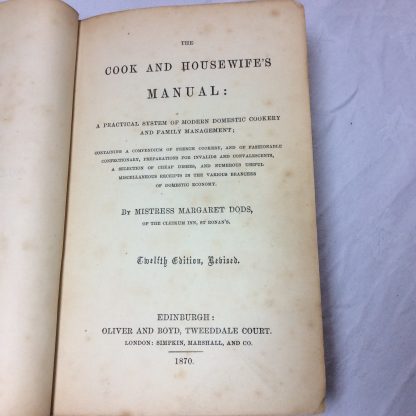 THE
COOK AND HOUSEWIFE'S
MANUAL:
A PRACTICAL SYSTEM OF MODERN DOMESTIC COOKERY
AND FAMILY MANAGEMENT;
CONTAINING A COMPENDIUM OF FRENCH COOKERY, AND OF FASHIONABLE
CONFECTIONARY, PREPARATIONS FOR INVALIDS AND CONVALESCENTS,
A SELECTION OF CHEAP DISHES, AND NUMEROUS USEFUL
MISCELLANEOUS RECEIPTS IN THE VARIOUS BRANCHES
OF DOMESTIC ECONOMY.
BY MISTRESS MARGARET DODS,
OF THE CLEIKUM INN, ST RONAN'S.
Twelfth Edition, Revised.
EDINBURGH:
OLIVER AND BOYD, TWEEDDALE COURT.
LONDON: SIMPKIN, MARSHALL, AND CO.
1870.